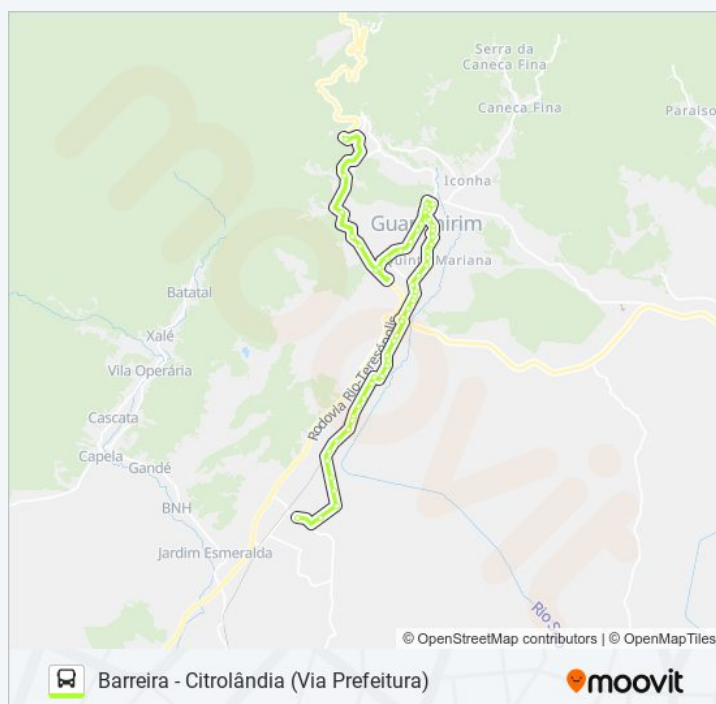 Serra da
Caneca Fina
Caneca Fina
Paraíso
Iconha
Guapimirim
Quinta Mariana
Batatal
Xalé
Vila Operária
Rodovia Rio-Teresópolis
Cascata
Capela
Gandé
BNH
Jardim Esmeralda
Rio S
© OpenStreetMap contributors | © OpenMapTiles
Barreira - Citrolândia (Via Prefeitura)
moovit